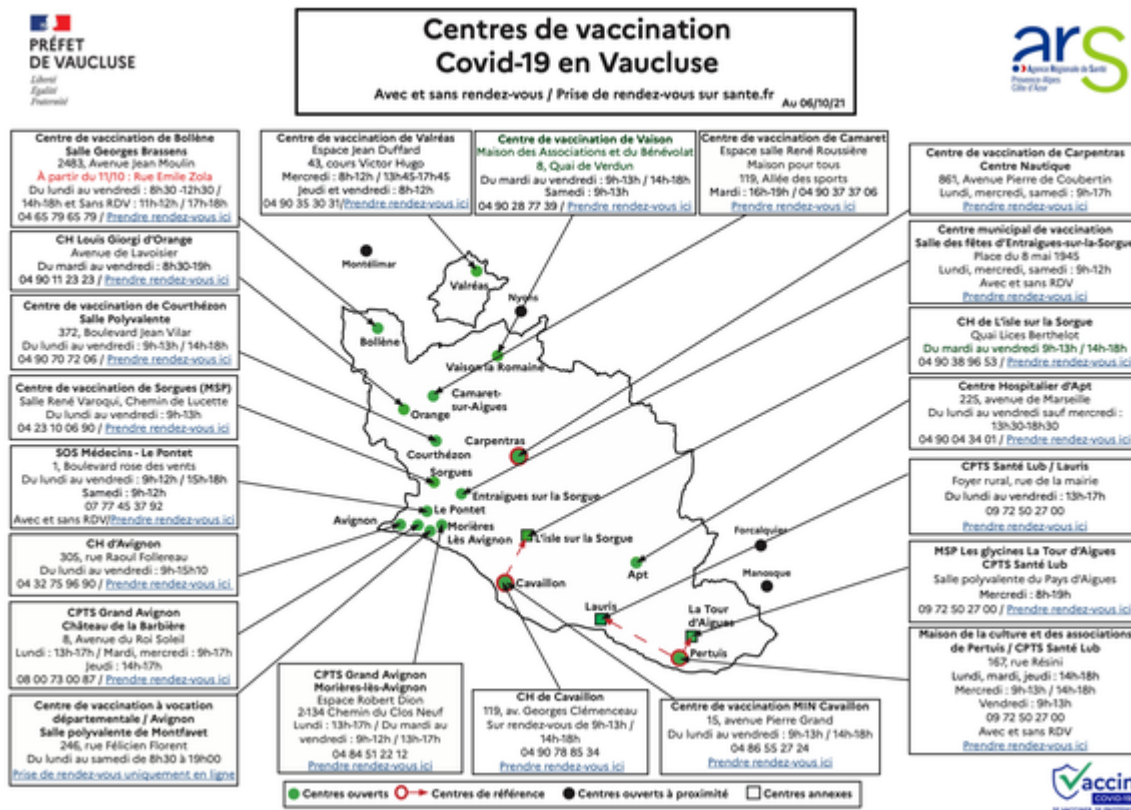 PRÉFET
DE VAUCLUSE
Liberté
Égalité
Fraternité
Centres de vaccination
Covid-19 en Vaucluse
Avec et sans rendez-vous / Prise de rendez-vous sur sante.fr
Au 06/10/21
ars
Agence Régionale de Santé
Provence-Alpes
Côte d'Azur
Centre de vaccination de Bollène
Salle Georges Brassens
2483, Avenue Jean Moulin
À partir du 11/10 : Rue Emile Zola
Du lundi au vendredi : 8h30 -12h30 /
14h-18h et Sans RDV : 11h-12h / 17h-18h
04 65 79 65 79 / Prendre rendez-vous ici
CH Louis Giorgi d'Orange
Avenue de Lavoisier
Du mardi au vendredi : 8h30-19h
04 90 11 23 23 / Prendre rendez-vous ici
Centre de vaccination de Courthézon
Salle Polyvalente
372, Boulevard Jean Vilar
Du lundi au vendredi : 9h-13h / 14h-18h
04 90 70 72 06 / Prendre rendez-vous ici
Centre de vaccination de Sorgues (MSP)
Salle René Varoqui, Chemin de Lucette
Du lundi au vendredi : 9h-13h
04 23 10 06 90 / Prendre rendez-vous ici
SOS Médecins - Le Pontet
1, Boulevard rose des vents
Du lundi au vendredi : 9h-12h / 15h-18h
Samedi : 9h-12h
07 77 45 37 92
Avec et sans RDV/Prendre rendez-vous ici
CH d'Avignon
305, rue Raoul Follereau
Du lundi au vendredi : 9h-15h10
04 32 75 96 90 / Prendre rendez-vous ici
CPTS Grand Avignon
Château de la Barbière
8, Avenue du Roi Soleil
Lundi : 13h-17h / Mardi, mercredi : 9h-17h
Jeudi : 14h-17h
08 00 73 00 87 / Prendre rendez-vous ici
Centre de vaccination à vocation
départementale / Avignon
Salle polyvalente de Montfavet
246, rue Félicien Florent
Du lundi au samedi de 8h30 à 19h00
Prise de rendez-vous uniquement en ligne
Centre de vaccination de Valréas
Espace Jean Duffard
43, cours Victor Hugo
Mercredi : 8h-12h / 13h45-17h45
Jeudi et vendredi : 8h-12h
04 90 35 30 31/Prendre rendez-vous ici
Centre de vaccination de Vaison
Maison des Associations et du Bénévolat
8, Quai de Verdun
Du mardi au vendredi : 9h-13h / 14h-18h
Samedi : 9h-13h
04 90 28 77 39 / Prendre rendez-vous ici
Centre de vaccination de Camaret
Espace salle René Roussière
Maison pour tous
119, Allée des sports
Mardi : 16h-19h / 04 90 37 37 06
Prendre rendez-vous ici
Centre de vaccination de Carpentras
Centre Nautique
861, Avenue Pierre de Coubertin
Lundi, mercredi, samedi : 9h-17h
Prendre rendez-vous ici
Centre municipal de vaccination
Salle des fêtes d'Entraigues-sur-la-Sorgue
Place du 8 mai 1945
Lundi, mercredi, samedi : 9h-12h
Avec et sans RDV
Prendre rendez-vous ici
CH de L'isle sur la Sorgue
Quai Lices Berthelot
Du mardi au vendredi 9h-13h / 14h-18h
04 90 38 96 53 / Prendre rendez-vous ici
Centre Hospitalier d'Apt
225, avenue de Marseille
Du lundi au vendredi sauf mercredi :
13h30-18h30
04 90 04 34 01 / Prendre rendez-vous ici
CPTS Santé Lub / Lauris
Foyer rural, rue de la mairie
Du lundi au vendredi : 13h-17h
09 72 50 27 00
Prendre rendez-vous ici
MSP Les glycines La Tour d'Aigues
CPTS Santé Lub
Salle polyvalente du Pays d'Aigues
Mercredi : 8h-19h
09 72 50 27 00 / Prendre rendez-vous ici
Maison de la culture et des associations
de Pertuis / CPTS Santé Lub
167, rue Résini
Lundi, mardi, jeudi : 14h-18h
Mercredi : 9h-13h / 14h-18h
Vendredi : 9h-13h
09 72 50 27 00
Avec et sans RDV
Prendre rendez-vous ici
Montélimar
Valréas
Nyons
Bollène
Vaison la Romaine
Camaret-
sur-Aigues
Orange
Carpentras
Courthézon
Sorgues
Entraigues sur la Sorgue
Le Pontet
Avignon
Morières
Lès Avignon
L'isle sur la Sorgue
Forcalquier
Apt
Manosque
Cavaillon
Lauris
La Tour
d'Aigues
Pertuis
CPTS Grand Avignon
Morières-lès-Avignon
Espace Robert Dion
2-134 Chemin du Clos Neuf
Lundi : 13h-17h / Du mardi au
vendredi : 9h-12h / 13h-17h
04 84 51 22 12
Prendre rendez-vous ici
CH de Cavaillon
119, av. Georges Clémenceau
Sur rendez-vous de 9h-13h /
14h-18h
04 90 78 85 34
Prendre rendez-vous ici
Centre de vaccination MIN Cavaillon
15, avenue Pierre Grand
Du lundi au vendredi : 9h-13h / 14h-18h
04 86 55 27 24
Prendre rendez-vous ici
Centres ouverts
Centres de référence
Centres ouverts à proximité
Centres annexes
Vaccin
COVID-19